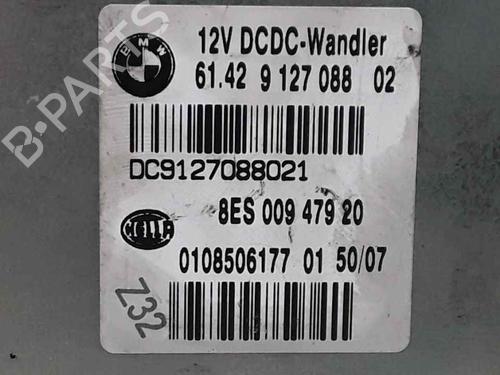 BMW
12V DCDC-Wandler
61.42 9 127 088 02
DC9127088021
8ES 009 479 20
HELLA
0108506177 01 50/07
Z32
B-PARTS